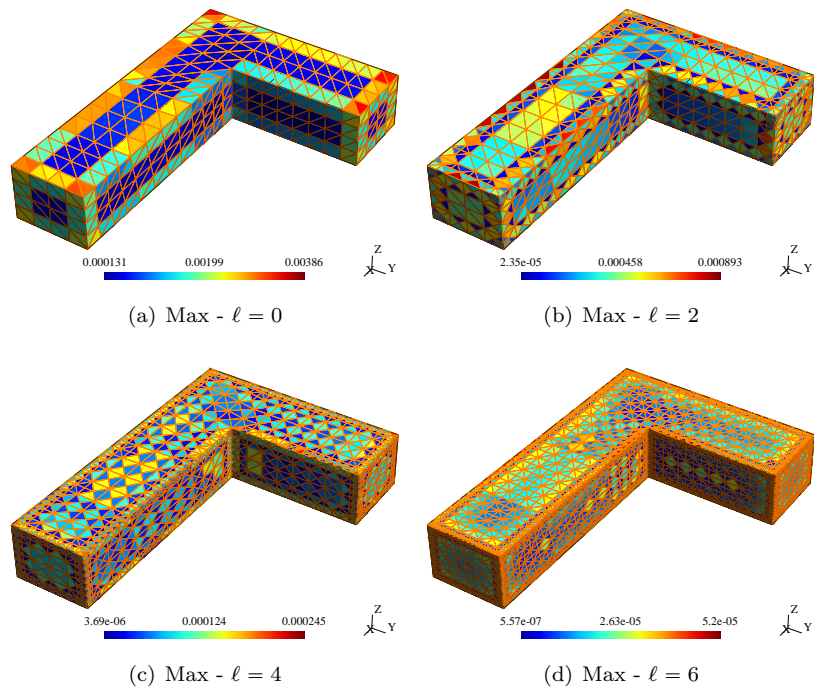 0.000131 0.00199 0.00386
Z
X Y
2.35e-05 0.000458 0.000893
Z
X Y
(a) Max - ℓ = 0
(b) Max - ℓ = 2
3.69e-06 0.000124 0.000245
Z
X Y
5.57e-07 2.63e-05 5.2e-05
Z
X Y
(c) Max - ℓ = 4
(d) Max - ℓ = 6